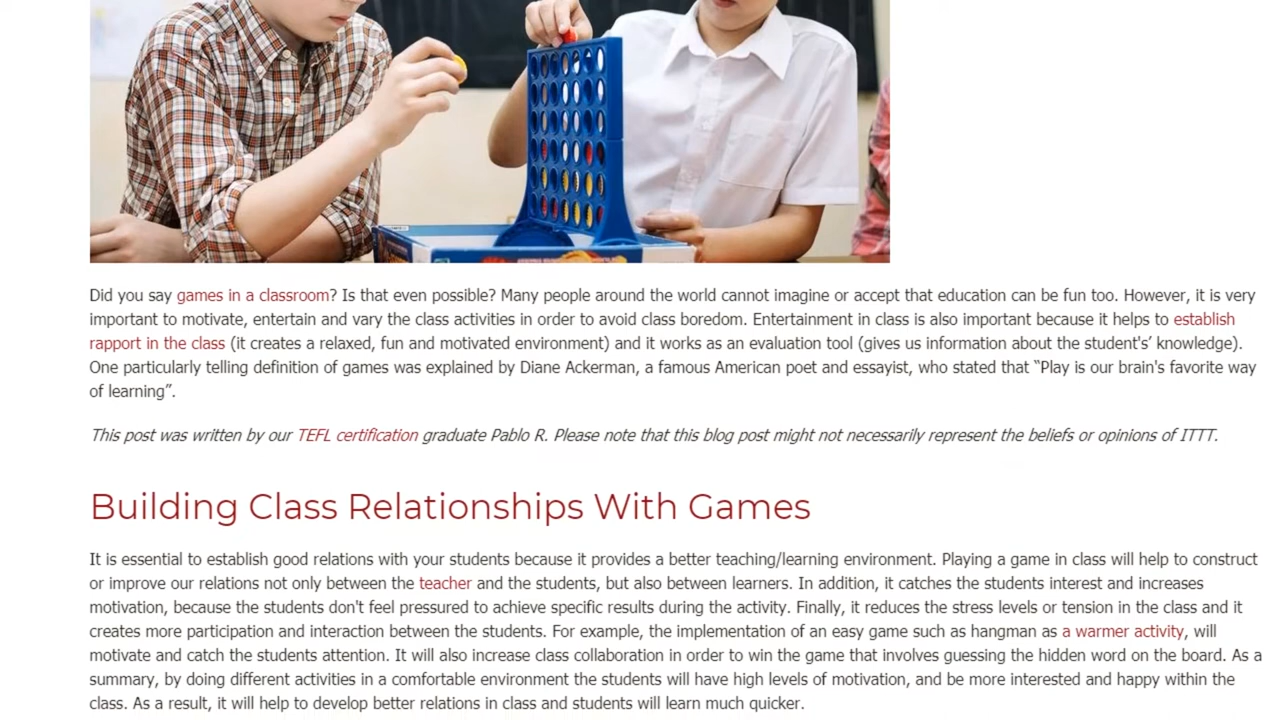 Did you say games in a classroom? Is that even possible? Many people around the world cannot imagine or accept that education can be fun too. However, it is very
important to motivate, entertain and vary the class activities in order to avoid class boredom. Entertainment in class is also important because it helps to establish
rapport in the class (it creates a relaxed, fun and motivated environment) and it works as an evaluation tool (gives us information about the student's’ knowledge).
One particularly telling definition of games was explained by Diane Ackerman, a famous American poet and essayist, who stated that “Play is our brain's favorite way
of learning”.
This post was written by our TEFL certification graduate Pablo R. Please note that this blog post might not necessarily represent the beliefs or opinions of ITTT.
Building Class Relationships With Games
It is essential to establish good relations with your students because it provides a better teaching/learning environment. Playing a game in class will help to construct
or improve our relations not only between the teacher and the students, but also between learners. In addition, it catches the students interest and increases
motivation, because the students don't feel pressured to achieve specific results during the activity. Finally, it reduces the stress levels or tension in the class and it
creates more participation and interaction between the students. For example, the implementation of an easy game such as hangman as a warmer activity, will
motivate and catch the students attention. It will also increase class collaboration in order to win the game that involves guessing the hidden word on the board. As a
summary, by doing different activities in a comfortable environment the students will have high levels of motivation, and be more interested and happy within the
class. As a result, it will help to develop better relations in class and students will learn much quicker.